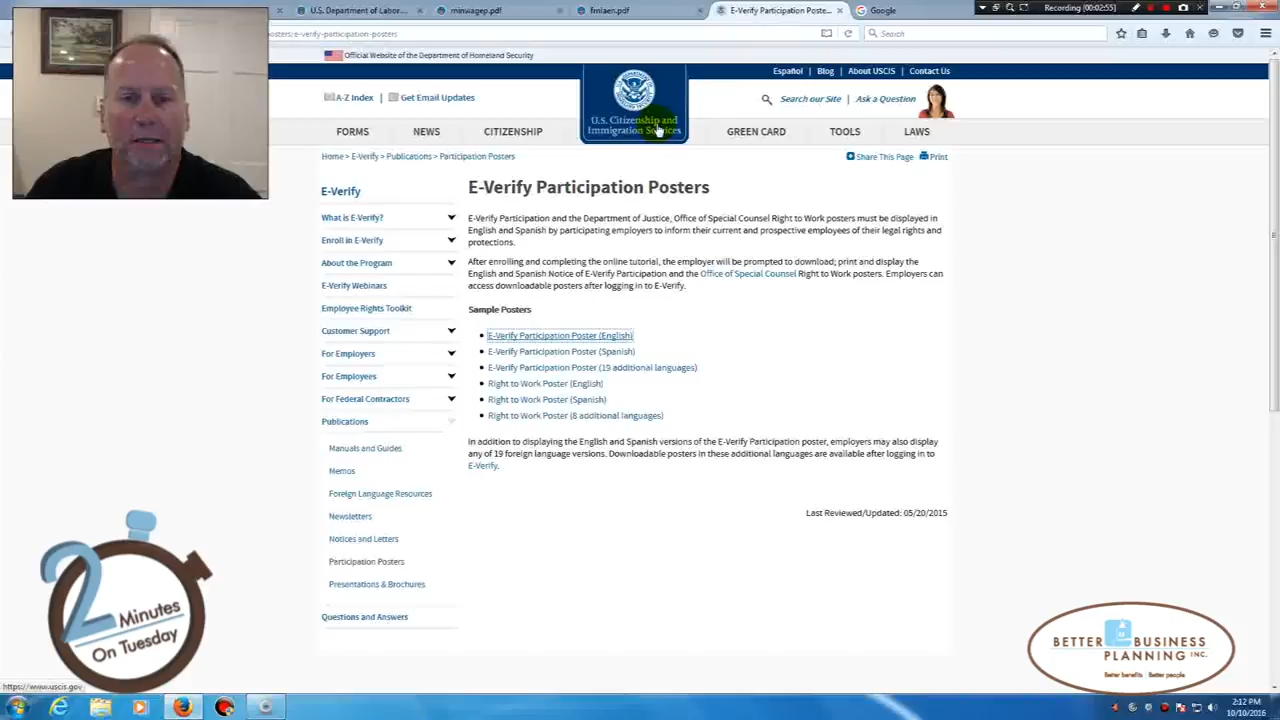 U.S. Department of Labor...
minwagep.pdf
fmlaen.pdf
E-Verify Participation Poste...
Google
Recording (00:02:55)
posters/e-verify-participation-posters
Search
Official Website of the Department of Homeland Security
Español
Blog
About USCIS
Contact Us
A-Z Index
Get Email Updates
U.S. Citizenship and
Immigration Services
Search our Site
Ask a Question
FORMS
NEWS
CITIZENSHIP
GREEN CARD
TOOLS
LAWS
Home > E-Verify > Publications > Participation Posters
Share This Page
Print
E-Verify
What is E-Verify?
Enroll in E-Verify
About the Program
E-Verify Webinars
Employee Rights Toolkit
Customer Support
For Employers
For Employees
For Federal Contractors
Publications
Manuals and Guides
Memos
Foreign Language Resources
Newsletters
Notices and Letters
Participation Posters
Presentations & Brochures
Questions and Answers
E-Verify Participation Posters
E-Verify Participation and the Department of Justice, Office of Special Counsel Right to Work posters must be displayed in
English and Spanish by participating employers to inform their current and prospective employees of their legal rights and
protections.
After enrolling and completing the online tutorial, the employer will be prompted to download; print and display the
English and Spanish Notice of E-Verify Participation and the Office of Special Counsel Right to Work posters. Employers can
access downloadable posters after logging in to E-Verify.
Sample Posters
E-Verify Participation Poster (English)
E-Verify Participation Poster (Spanish)
E-Verify Participation Poster (19 additional languages)
Right to Work Poster (English)
Right to Work Poster (Spanish)
Right to Work Poster (8 additional languages)
In addition to displaying the English and Spanish versions of the E-Verify Participation poster, employers may also display
any of 19 foreign language versions. Downloadable posters in these additional languages are available after logging in to
E-Verify.
Last Reviewed/Updated: 05/20/2015
2 Minutes
On Tuesday
BETTER BUSINESS
PLANNING INC.
Better benefits Better people
https://www.uscis.gov
2:12 PM
10/10/2016